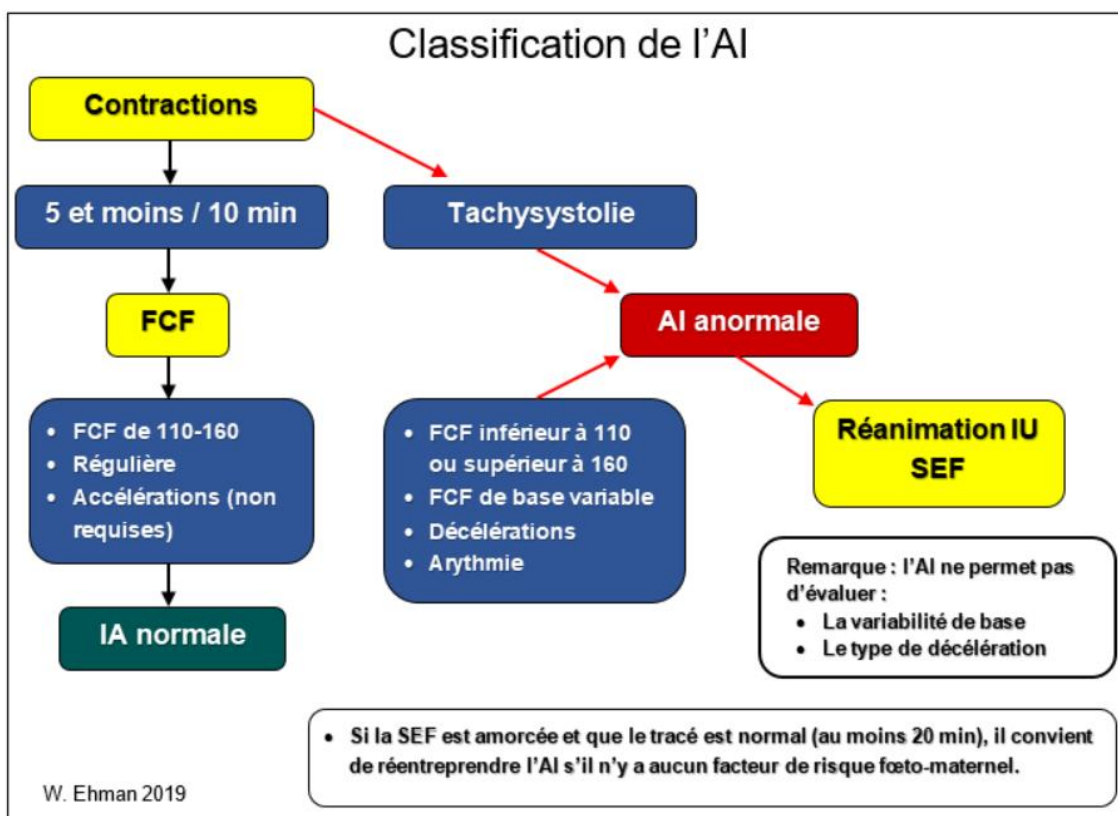 Classification de l’AI
Contractions
5 et moins / 10 min
Tachysystolie
FCF
AI anormale
• FCF de 110-160
• Régulière
• Accélérations (non
requises)
• FCF inférieur à 110
ou supérieur à 160
• FCF de base variable
• Décélérations
• Arythmie
Réanimation IU
SEF
IA normale
Remarque : l’AI ne permet pas
d’évaluer :
• La variabilité de base
• Le type de décélération
• Si la SEF est amorcée et que le tracé est normal (au moins 20 min), il convient
de réentreprendre l’AI s’il n’y a aucun facteur de risque fœto-maternel.
W. Ehman 2019